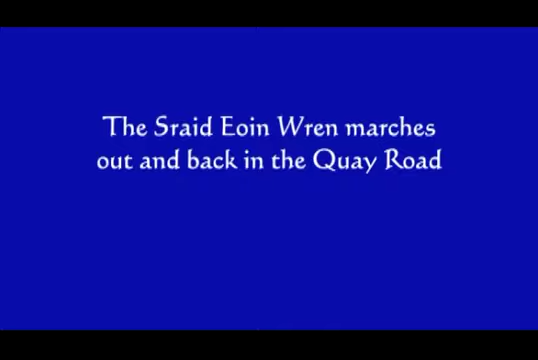 The Sraid Eoin Wren marches
out and back in the Quay Road